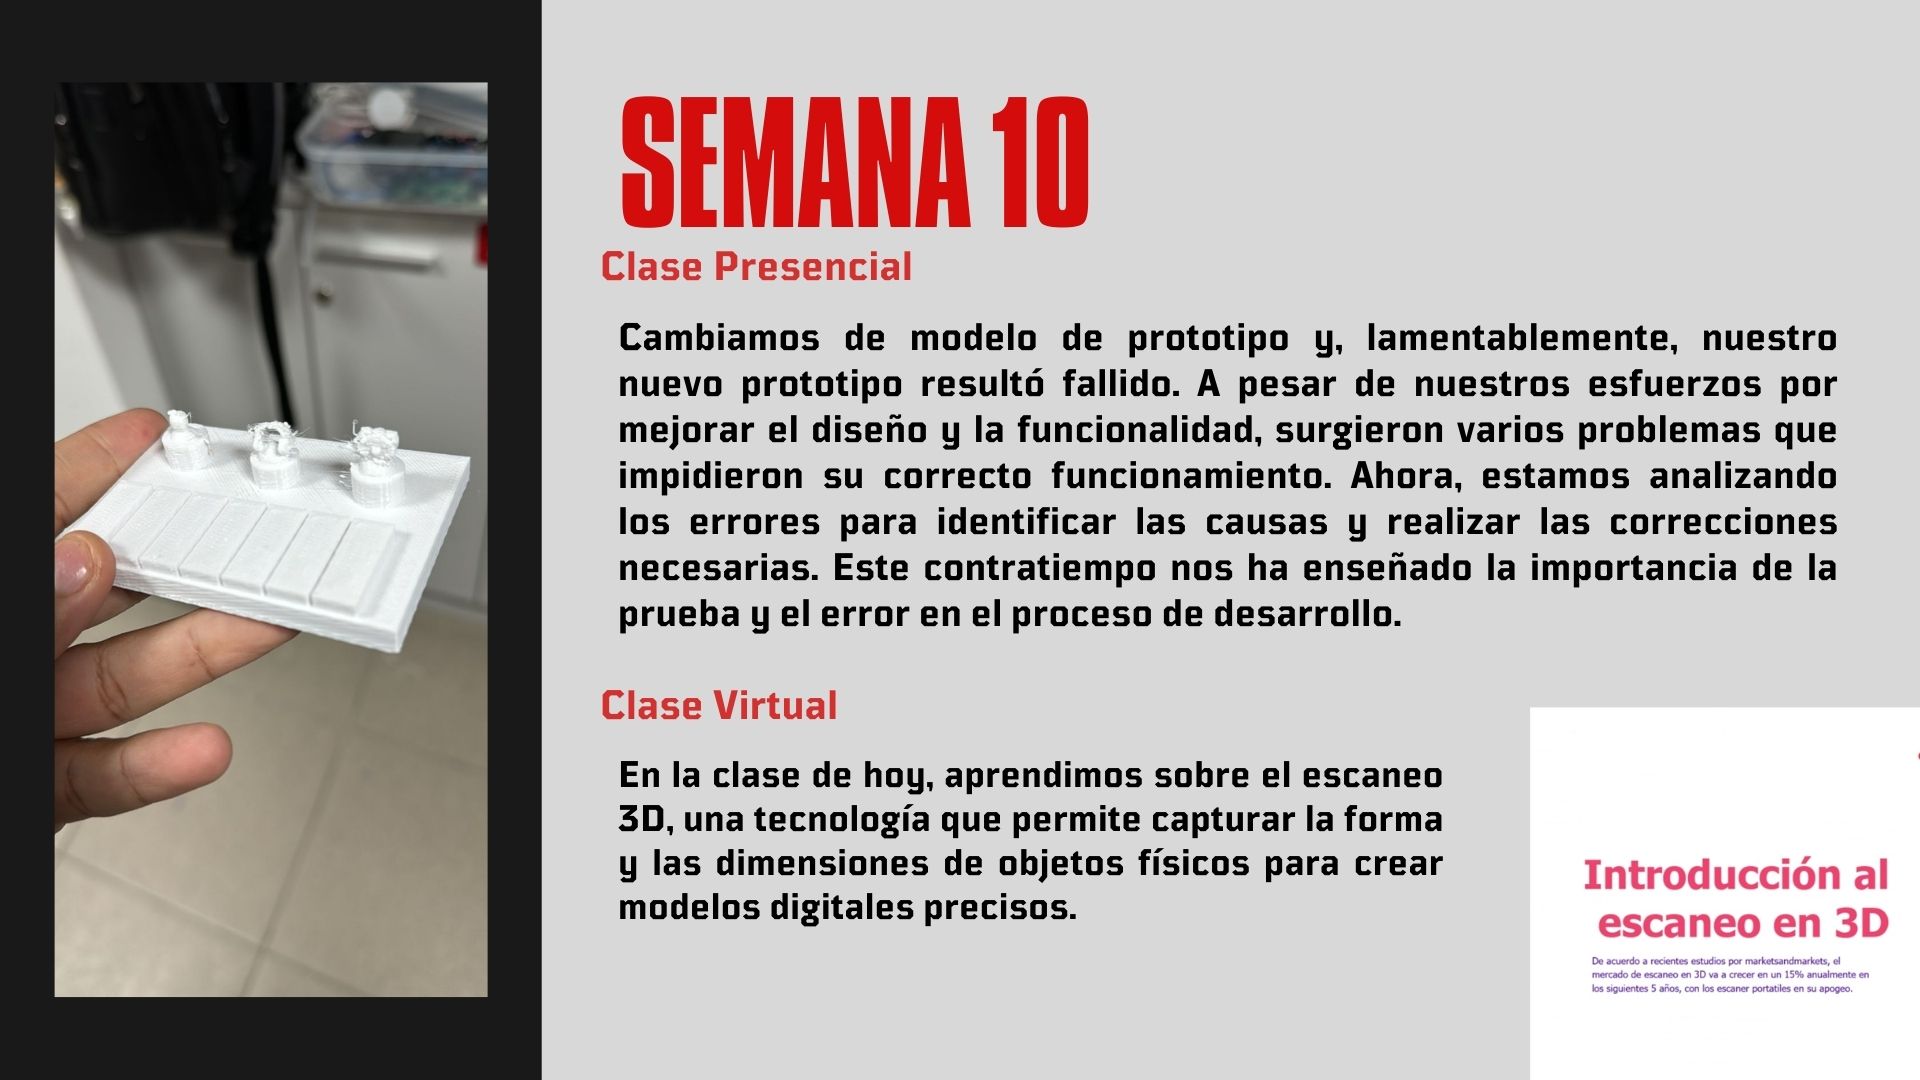 SEMANA 10
Clase Presencial
Cambiamos de modelo de prototipo y, lamentablemente, nuestro
nuevo prototipo resultó fallido. A pesar de nuestros esfuerzos por
mejorar el diseño y la funcionalidad, surgieron varios problemas que
impidieron su correcto funcionamiento. Ahora, estamos analizando
los errores para identificar las causas y realizar las correcciones
necesarias. Este contratiempo nos ha enseñado la importancia de la
prueba y el error en el proceso de desarrollo.
Clase Virtual
En la clase de hoy, aprendimos sobre el escaneo
3D, una tecnología que permite capturar la forma
y las dimensiones de objetos físicos para crear
modelos digitales precisos.
Introducción al
escaneo en 3D
De acuerdo a recientes estudios por marketsandmarkets, el
mercado de escaneo en 3D va a crecer en un 15% anualmente en
los siguientes 5 años, con los escaner portatiles en su apogeo.